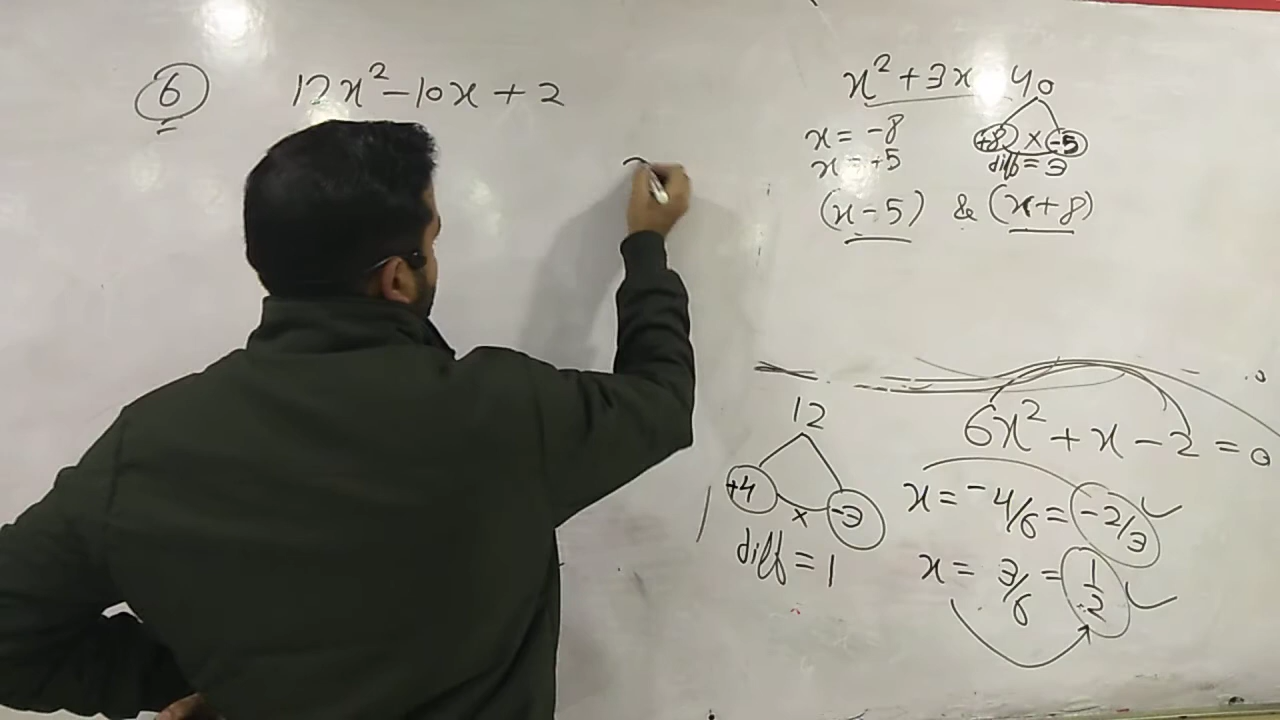 6 12x² - 10x + 2
x² + 3x 40
x = -8
x = +5
+8 × -5
diff = 3
(x - 5) & (x + 8)
12
+4 × -3
diff = 1
6x² + x - 2 = 0
x = -4/6 = -2/3
x = 3/6 = 1/2